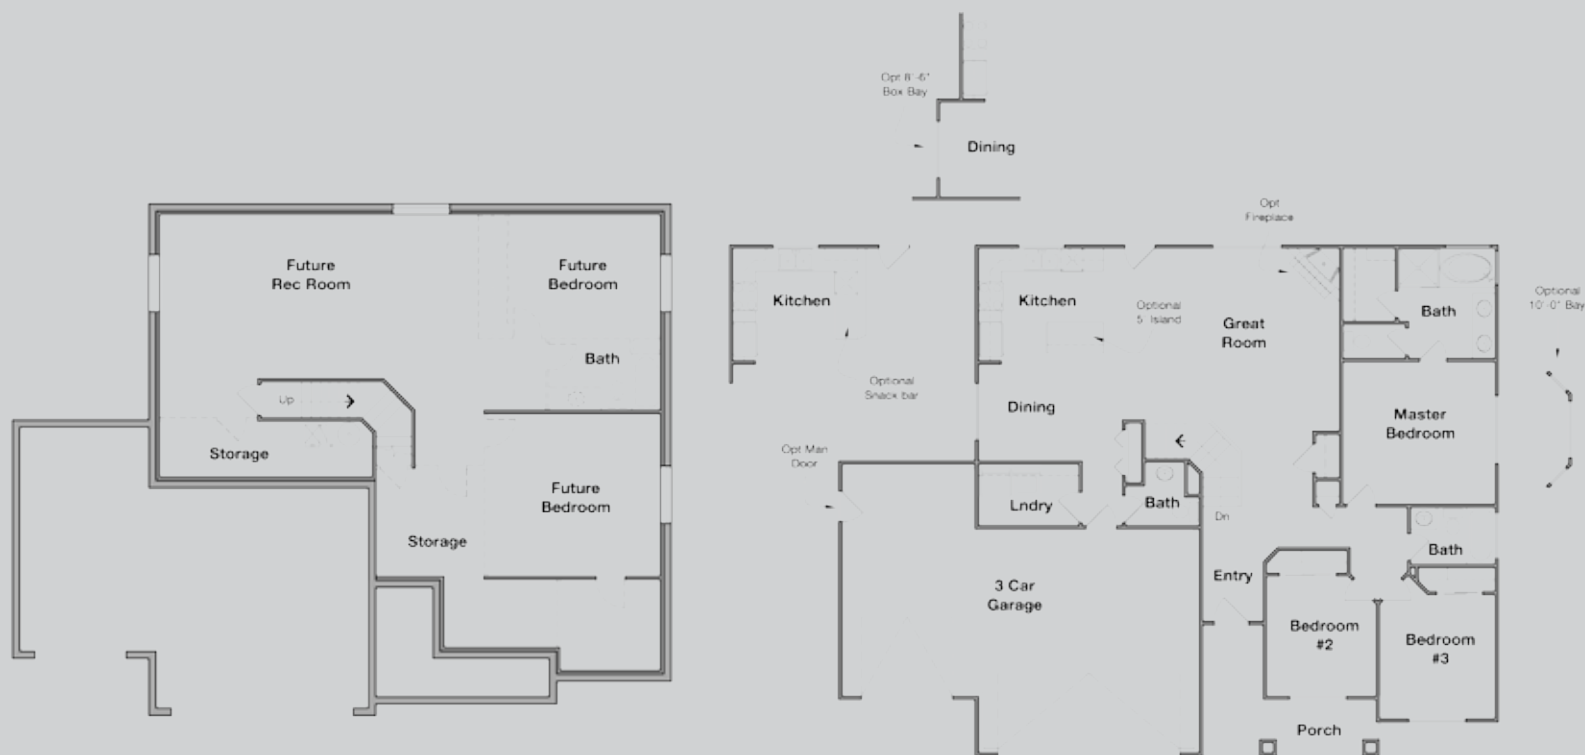 Opt 8'-6"
Box Bay
Dining
Future
Rec Room
Future
Bedroom
Bath
Up
Storage
Future
Bedroom
Storage
Opt
Fireplace
Kitchen
Kitchen
Optional
5' Island
Great
Room
Bath
Optional
10'-0" Bay
Optional
Snack bar
Dining
Master
Bedroom
Opt Man
Door
Lndry
Bath
Dn
Bath
Entry
3 Car
Garage
Bedroom
#2
Bedroom
#3
Porch